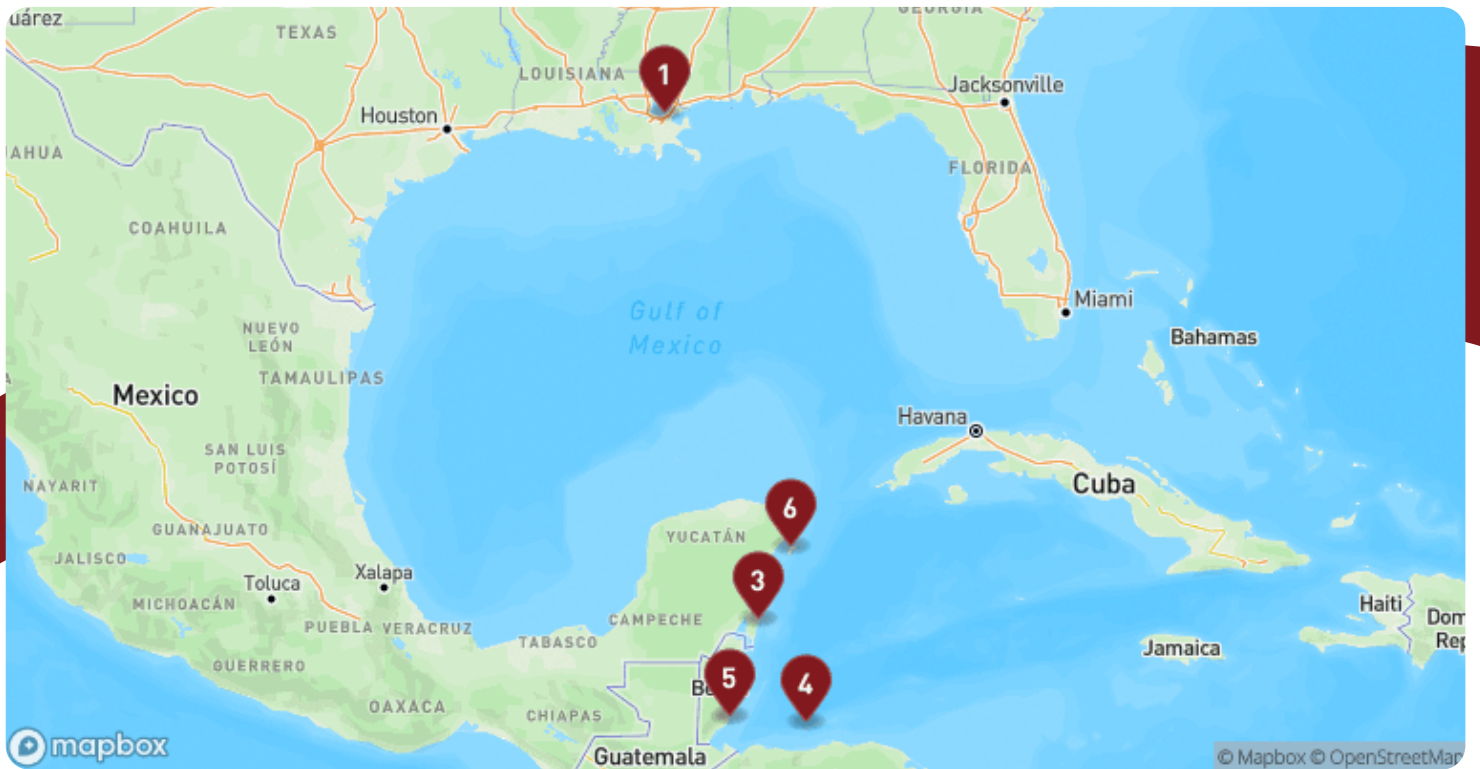 uárez
TEXAS
GEORGIA
LOUISIANA
1
Jacksonville
Houston
AHUA
FLORIDA
COAHUILA
Gulf of
Mexico
Miami
NUEVO
LEÓN
Bahamas
TAMAULIPAS
Mexico
Havana
SAN LUIS
POTOSÍ
Cuba
NAYARIT
6
GUANAJUATO
YUCATÁN
JALISCO
Xalapa
Toluca
3
MICHOACÁN
Haiti
CAMPECHE
Dom
Rep
PUEBLA
VERACRUZ
TABASCO
Jamaica
GUERRERO
5
4
OAXACA
CHIAPAS
mapbox
Guatemala
© Mapbox © OpenStreetMap